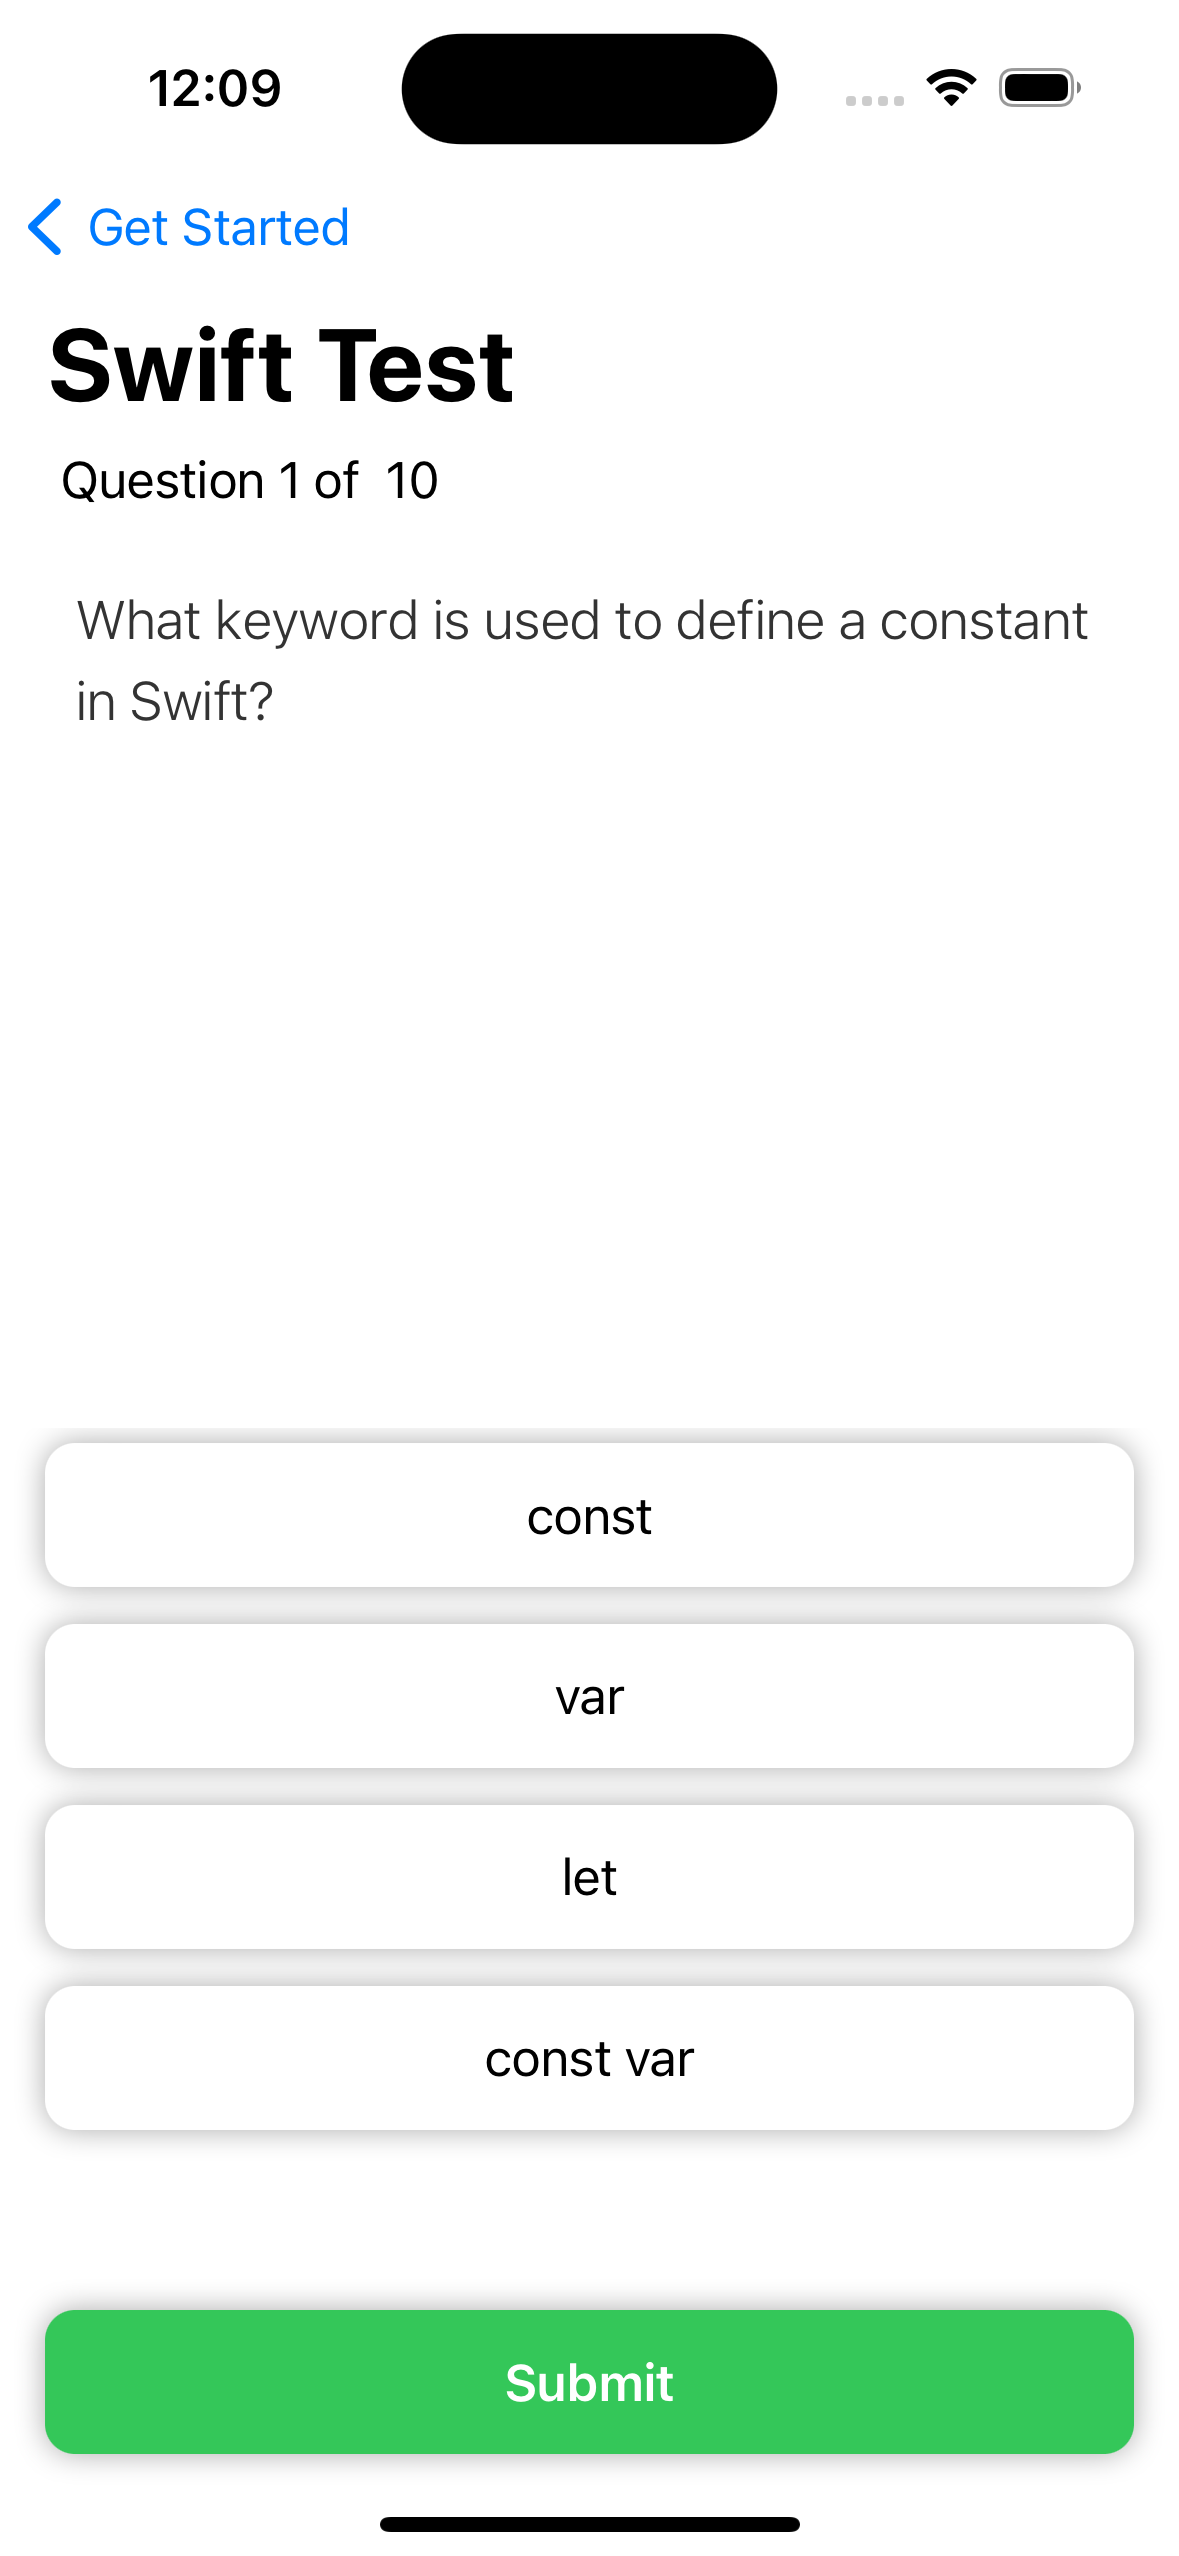 12:09
Get Started
Swift Test
Question 1 of  10
What keyword is used to define a constant
in Swift?
const
var
let
const var
Submit